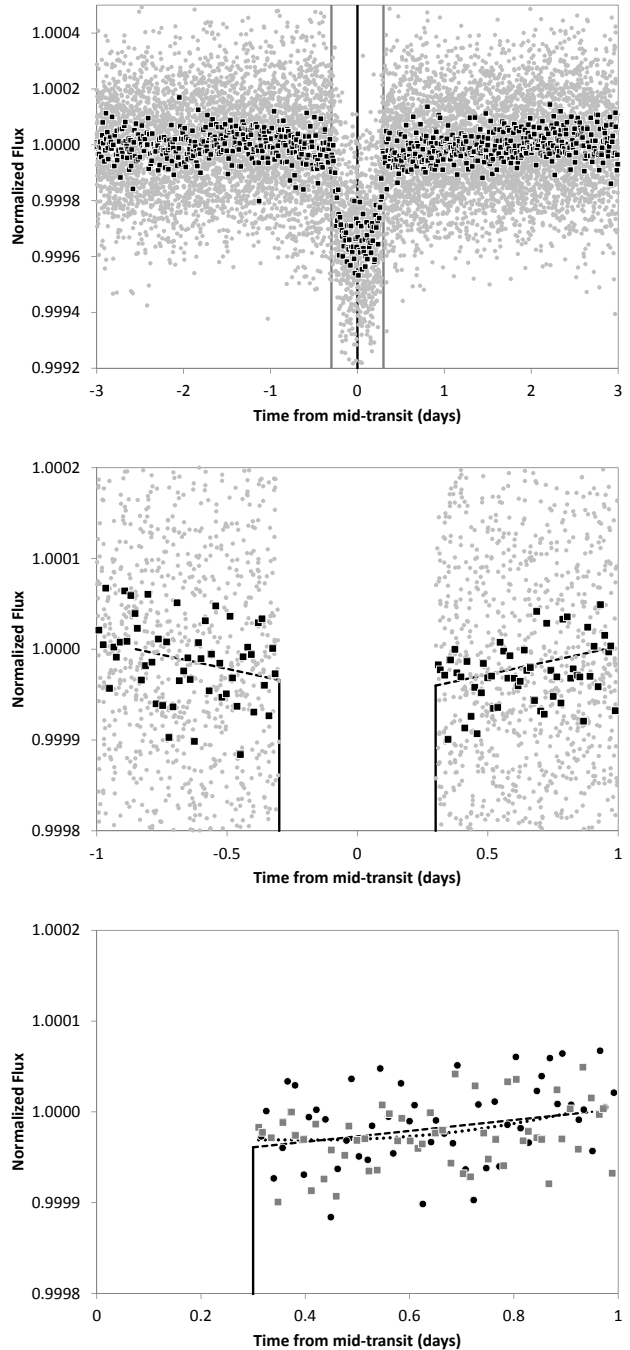 1.0004
1.0002
1.0000
0.9998
0.9996
0.9994
0.9992
Normalized Flux
-3 -2 -1 0 1 2 3
Time from mid-transit (days)
1.0002
1.0001
1.0000
0.9999
0.9998
Normalized Flux
-1 -0.5 0 0.5 1
Time from mid-transit (days)
1.0002
1.0001
1.0000
0.9999
0.9998
Normalized Flux
0 0.2 0.4 0.6 0.8 1
Time from mid-transit (days)